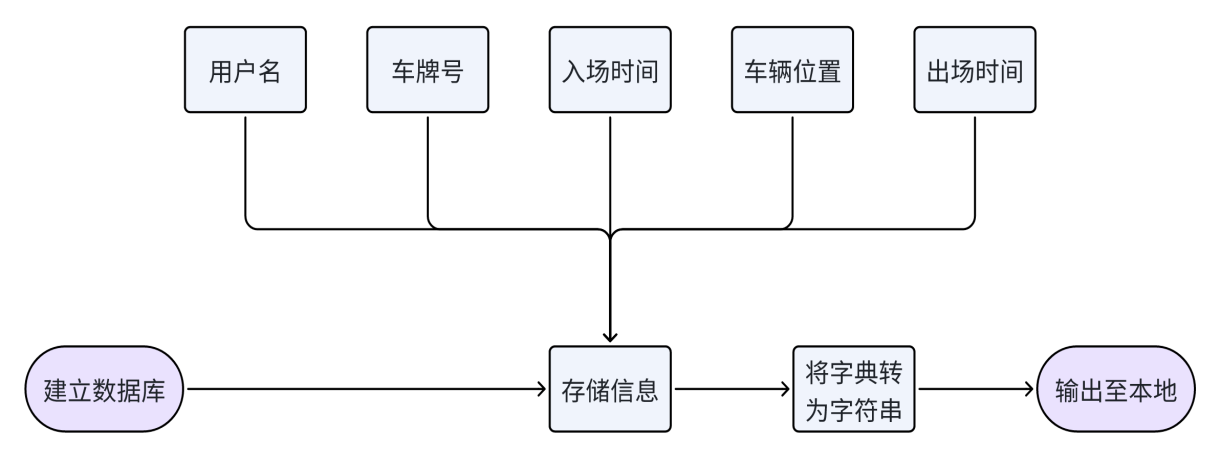 用户名
车牌号
入场时间
车辆位置
出场时间
建立数据库
存储信息
将字典转
为字符串
输出至本地